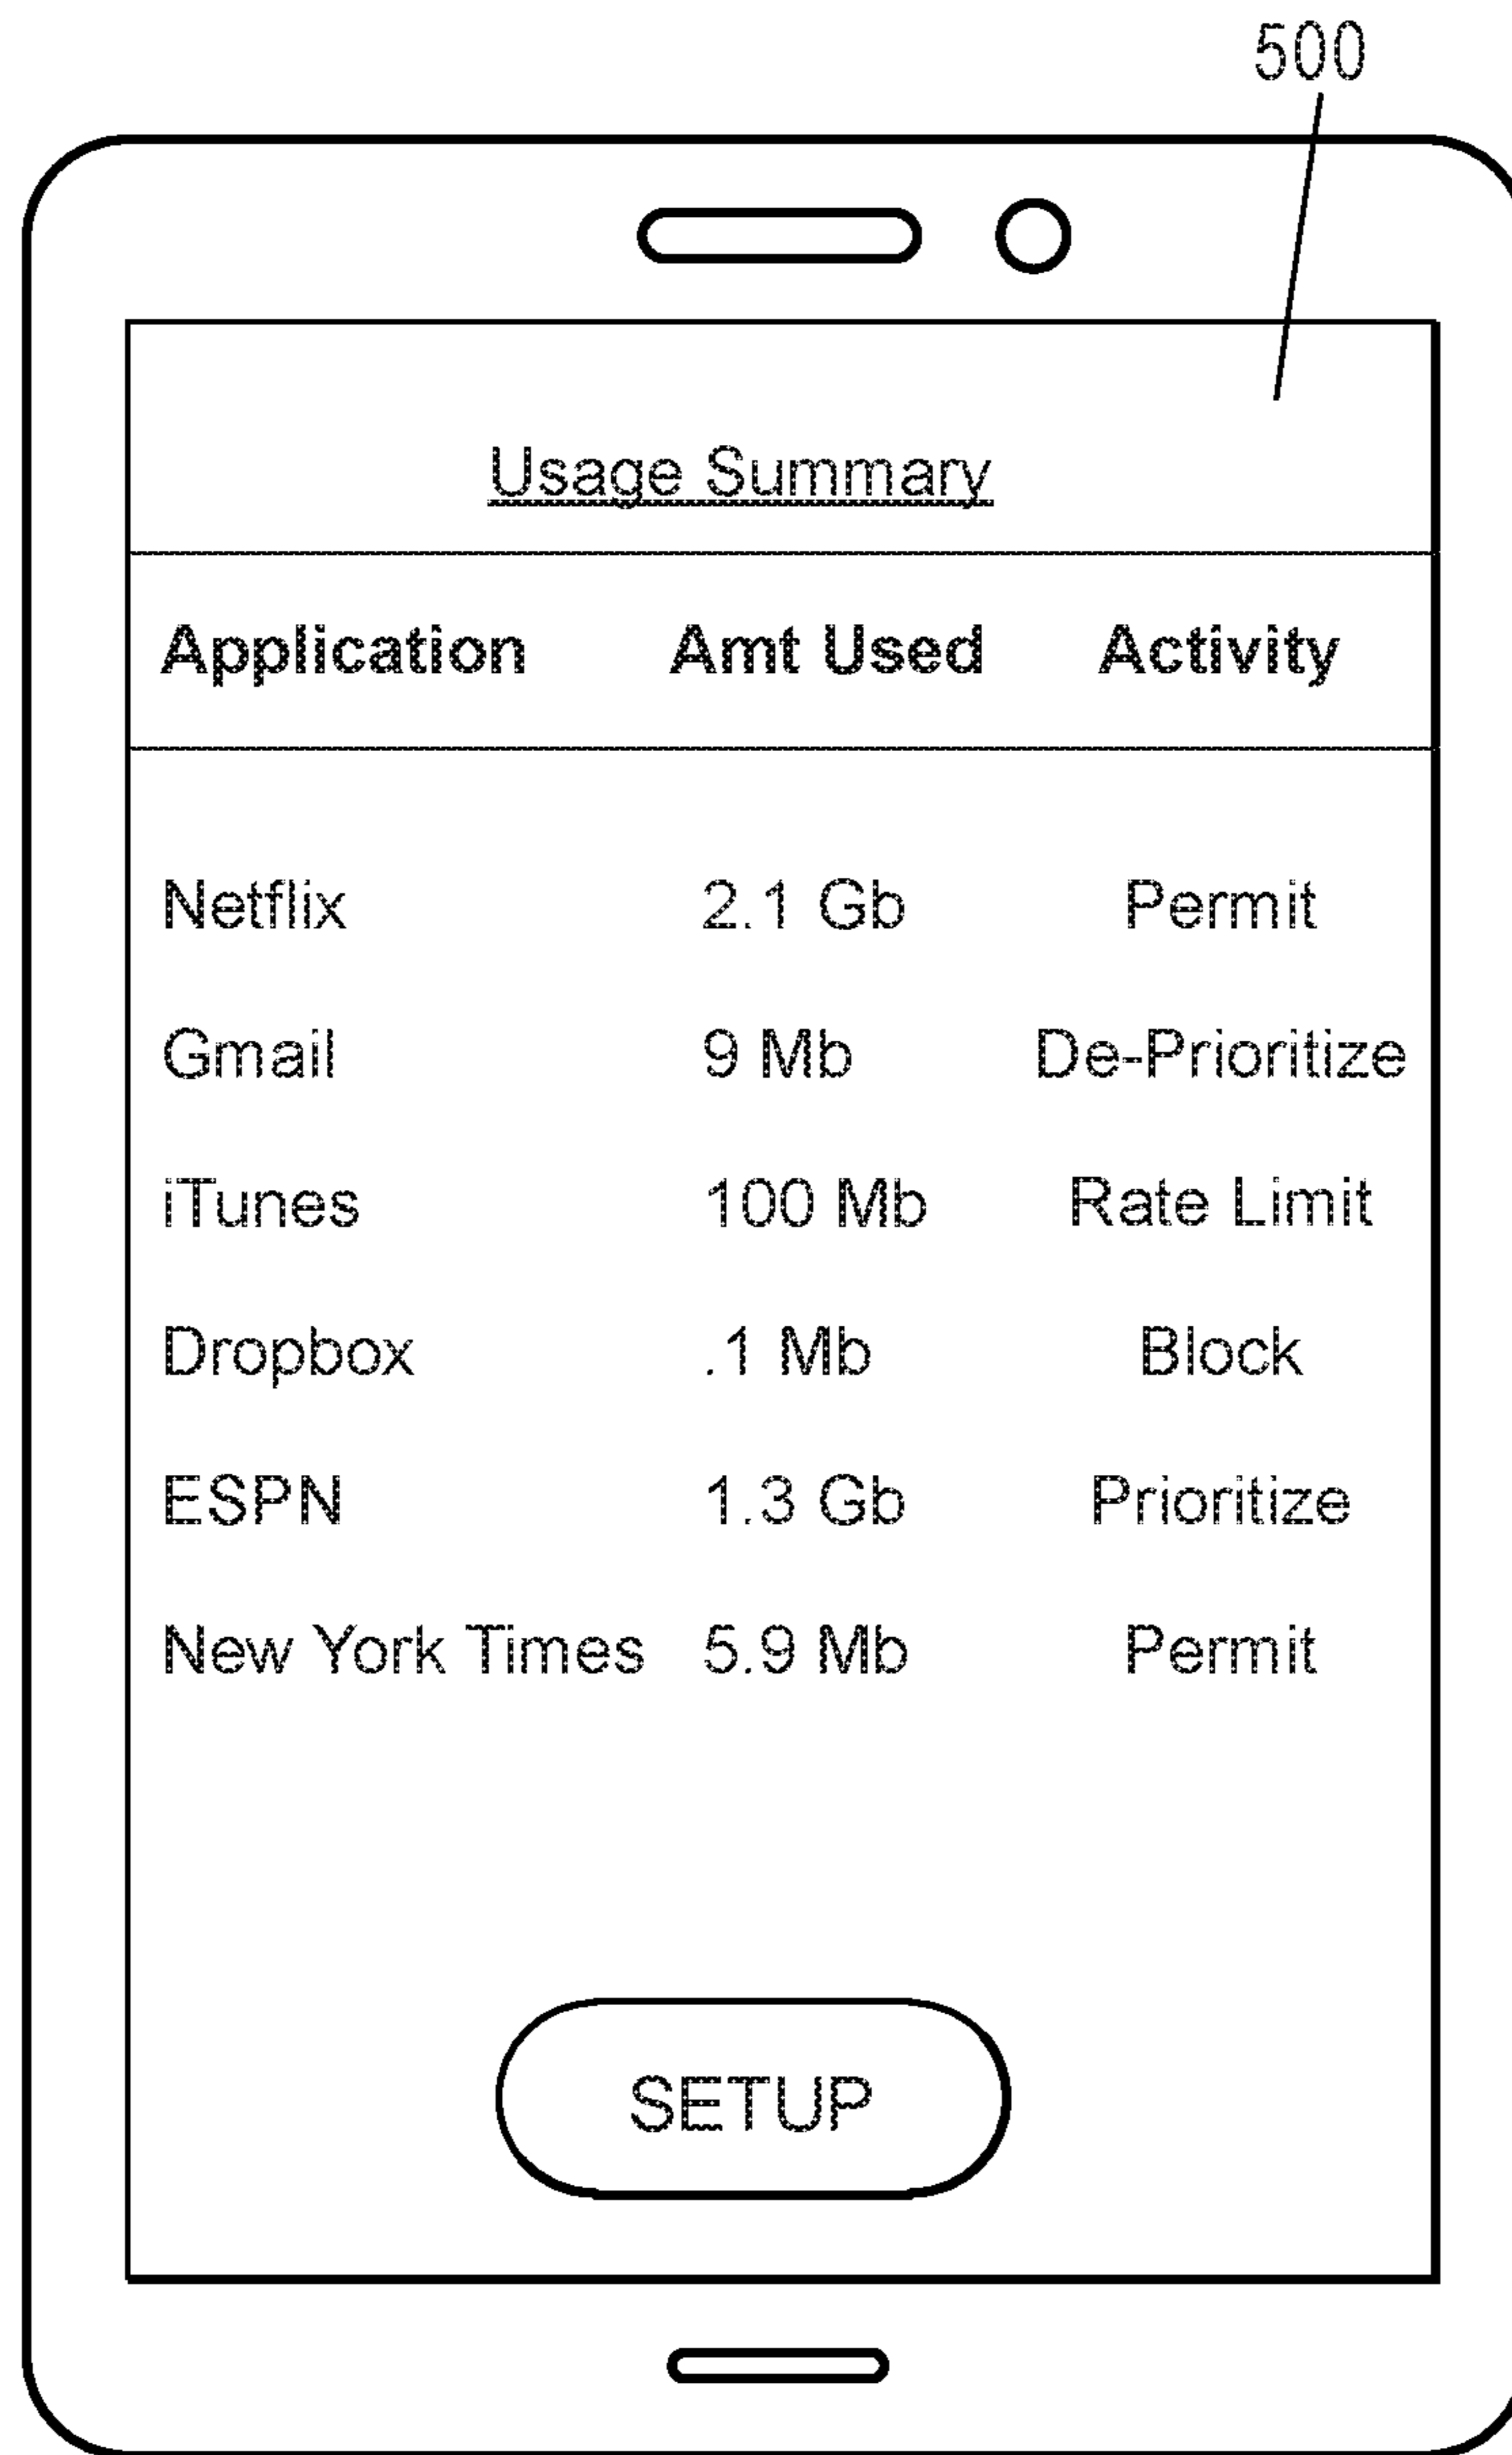 500
Usage Summary
Application Amt Used Activity
Netflix 2.1 Gb Permit
Gmail 9 Mb De-Prioritize
iTunes 100 Mb Rate Limit
Dropbox .1 Mb Block
ESPN 1.3 Gb Prioritize
New York Times 5.9 Mb Permit
SETUP